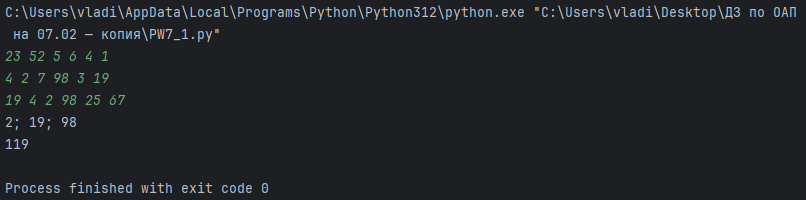 C:\Users\vladi\AppData\Local\Programs\Python\Python312\python.exe "C:\Users\vladi\Desktop\ДЗ по ОАП
на 07.02 — копия\PW7_1.py"
23 52 5 6 4 1
4 2 7 98 3 19
19 4 2 98 25 67
2; 19; 98
119
Process finished with exit code 0